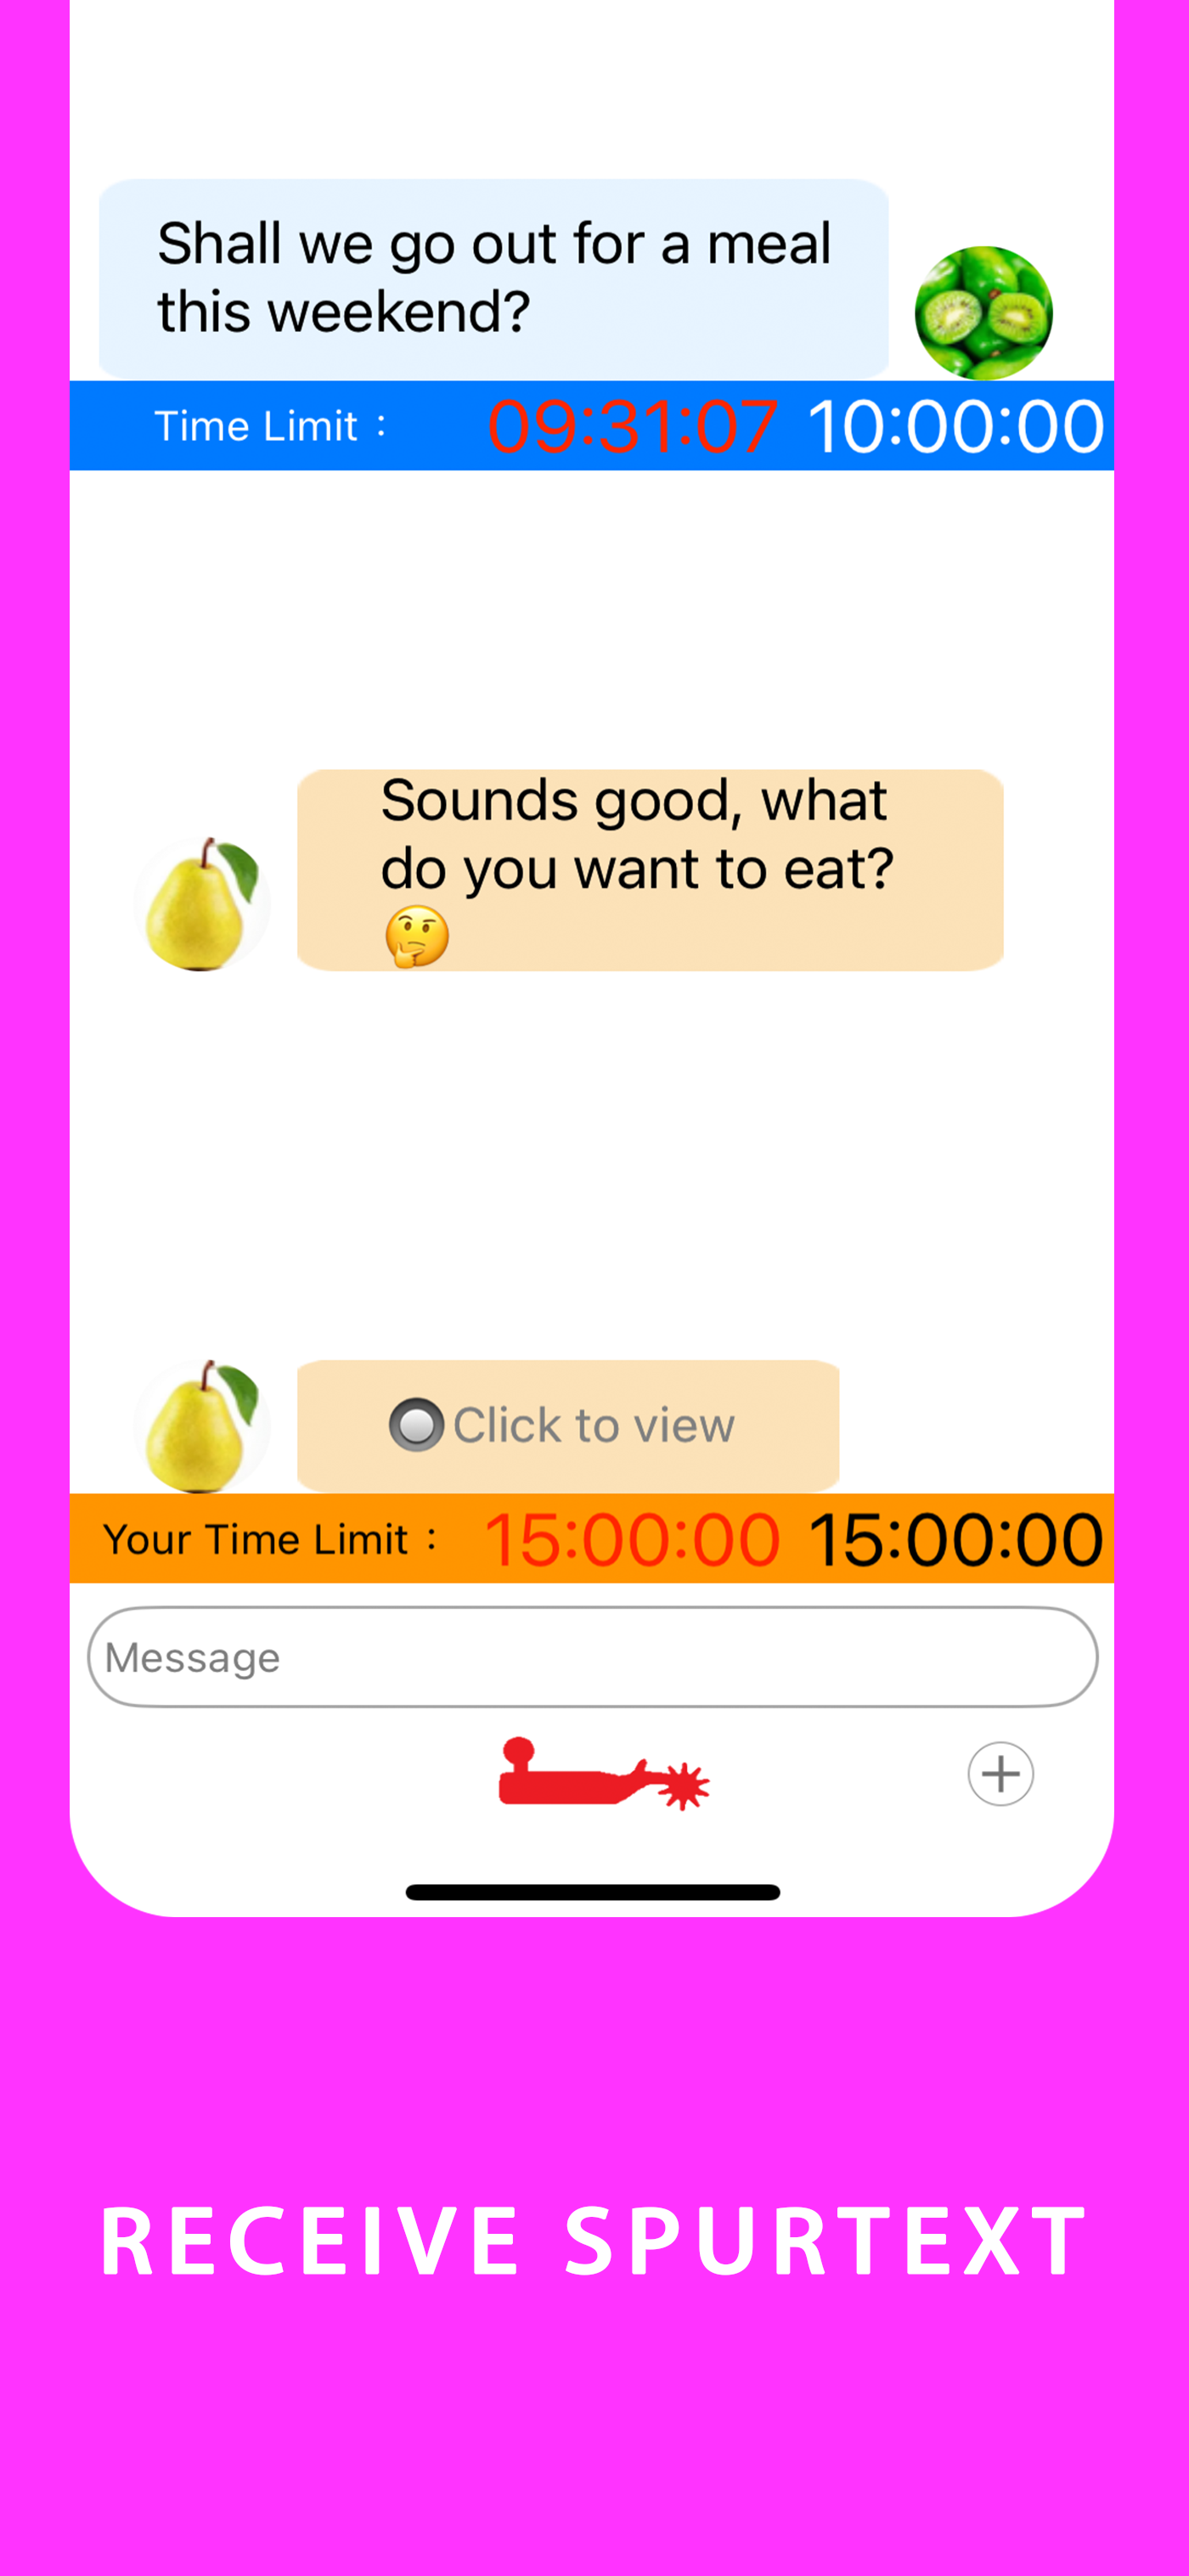 Shall we go out for a meal
this weekend?
Time Limit : 09:31:07 10:00:00
Sounds good, what
do you want to eat?
🤔
🔘Click to view
Your Time Limit : 15:00:00 15:00:00
Message
RECEIVE SPURTEXT